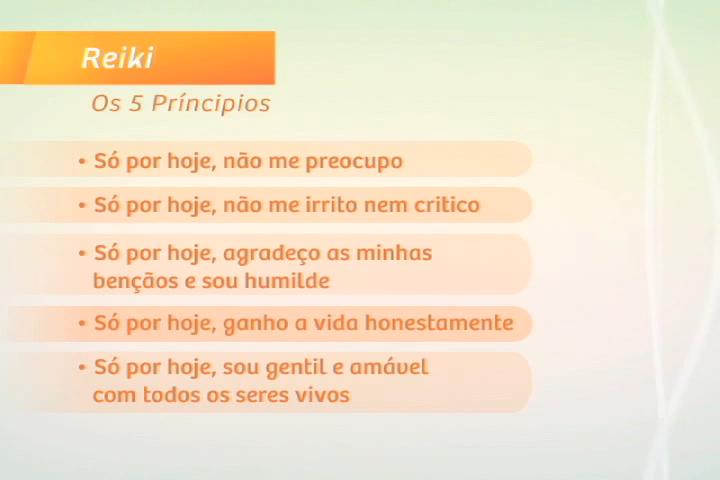 Reiki
Os 5 Príncipios
• Só por hoje, não me preocupo
• Só por hoje, não me irrito nem critico
• Só por hoje, agradeço as minhas
bençãos e sou humilde
• Só por hoje, ganho a vida honestamente
• Só por hoje, sou gentil e amável
com todos os seres vivos